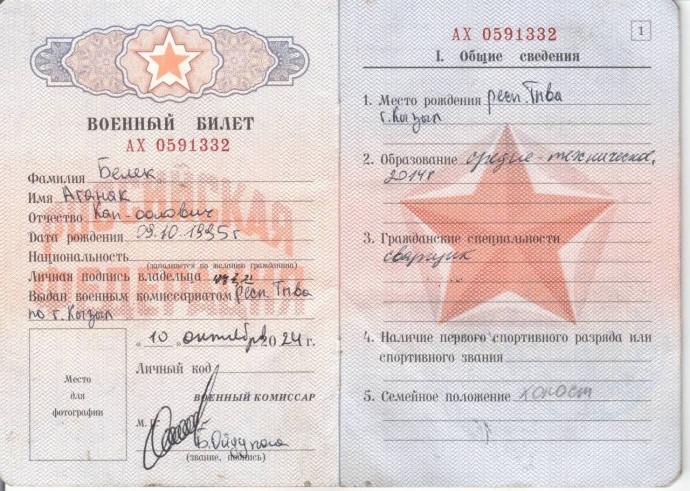 ВОЕННЫЙ БИЛЕТ
АХ 0591332
Фамилия Белек
Имя Аганак
Отчество Кап-оолович
Дата рождения 09.10.1995г
Национальность
(заполняется по желанию гражданина)
Личная подпись владельца
Выдан военным комиссариатом респ. Тыва
по г. Кызыл
"10" октября 2024 г.
Личный код
Место
для
фотографии
ВОЕННЫЙ КОМИССАР
М.
(звание, подпись)
АХ 0591332
1
I. Общие сведения
1. Место рождения респ. Тыва
г. Кызыл
2. Образование средне-техническое,
2014г
3. Гражданские специальности
сварщик
4. Наличие первого спортивного разряда или
спортивного звания
5. Семейное положение холост